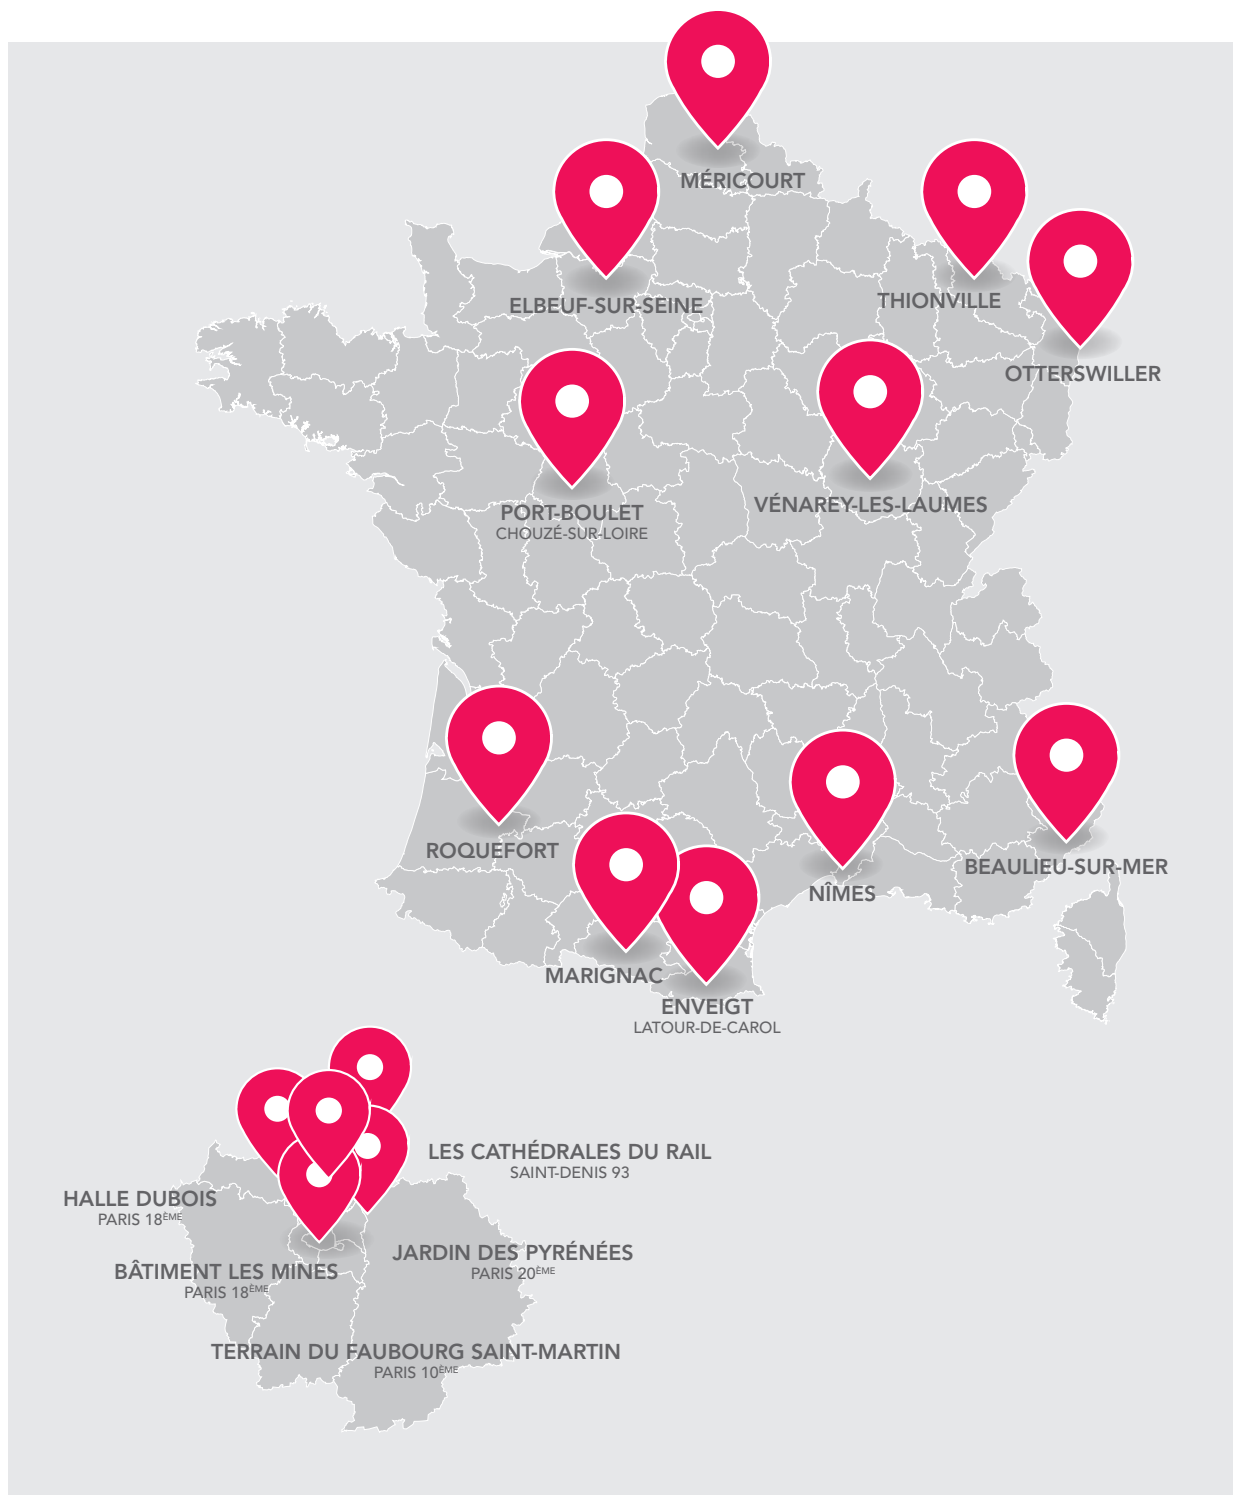 MÉRICOURT
ELBEUF-SUR-SEINE
THIONVILLE
OTTERSWILLER
PORT-BOULET
CHOUZÉ-SUR-LOIRE
VÉNAREY-LES-LAUMES
ROQUEFORT
BEAULIEU-SUR-MER
NÎMES
MARIGNAC
ENVEIGT
LATOUR-DE-CAROL
LES CATHÉDRALES DU RAIL
SAINT-DENIS 93
HALLE DUBOIS
PARIS 18ÈME
JARDIN DES PYRÉNÉES
PARIS 20ÈME
BÂTIMENT LES MINES
PARIS 18ÈME
TERRAIN DU FAUBOURG SAINT-MARTIN
PARIS 10ÈME